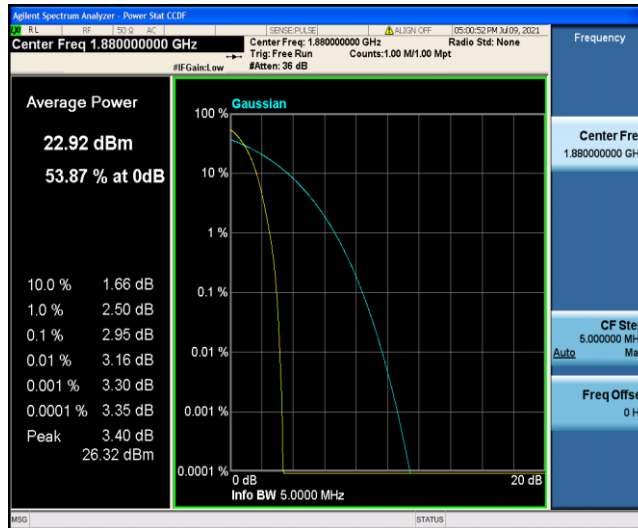 Agilent Spectrum Analyzer - Power Stat CCDF
RL RF 50 Ω AC SENSE:PULSE ALIGN OFF 05:00:52 PM Jul 09, 2021
Center Freq 1.880000000 GHz
Center Freq: 1.880000000 GHz Radio Std: None
Trig: Free Run Counts:1.00 M/1.00 Mpt
#IFGain:Low #Atten: 36 dB
Frequency
Average Power
22.92 dBm
53.87 % at 0dB
10.0 % 1.66 dB
1.0 % 2.50 dB
0.1 % 2.95 dB
0.01 % 3.16 dB
0.001 % 3.30 dB
0.0001 % 3.35 dB
Peak 3.40 dB
26.32 dBm
Gaussian
100 %
10 %
1 %
0.1 %
0.01 %
0.001 %
0.0001 %
0 dB 20 dB
Info BW 5.0000 MHz
Center Fre
1.880000000 GH
CF Ste
5.000000 MH
Auto Ma
Freq Offse
0 H
MSG STATUS